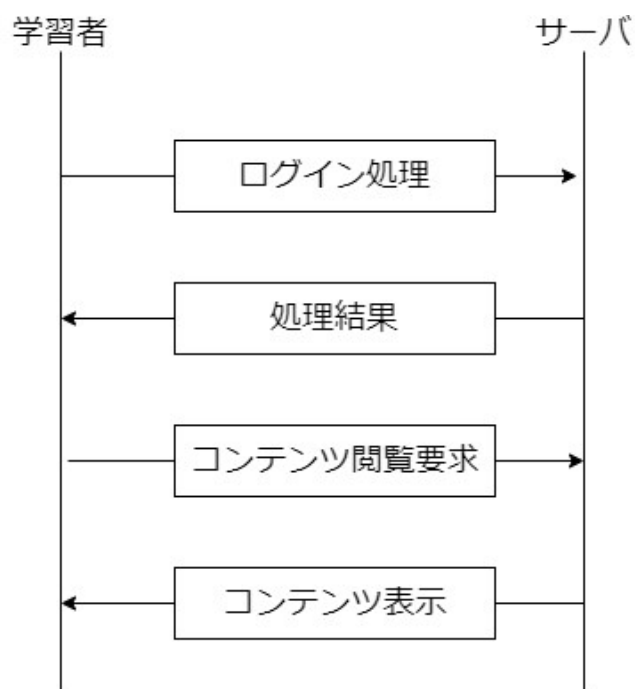 学習者
サーバ
ログイン処理
処理結果
コンテンツ閲覧要求
コンテンツ表示